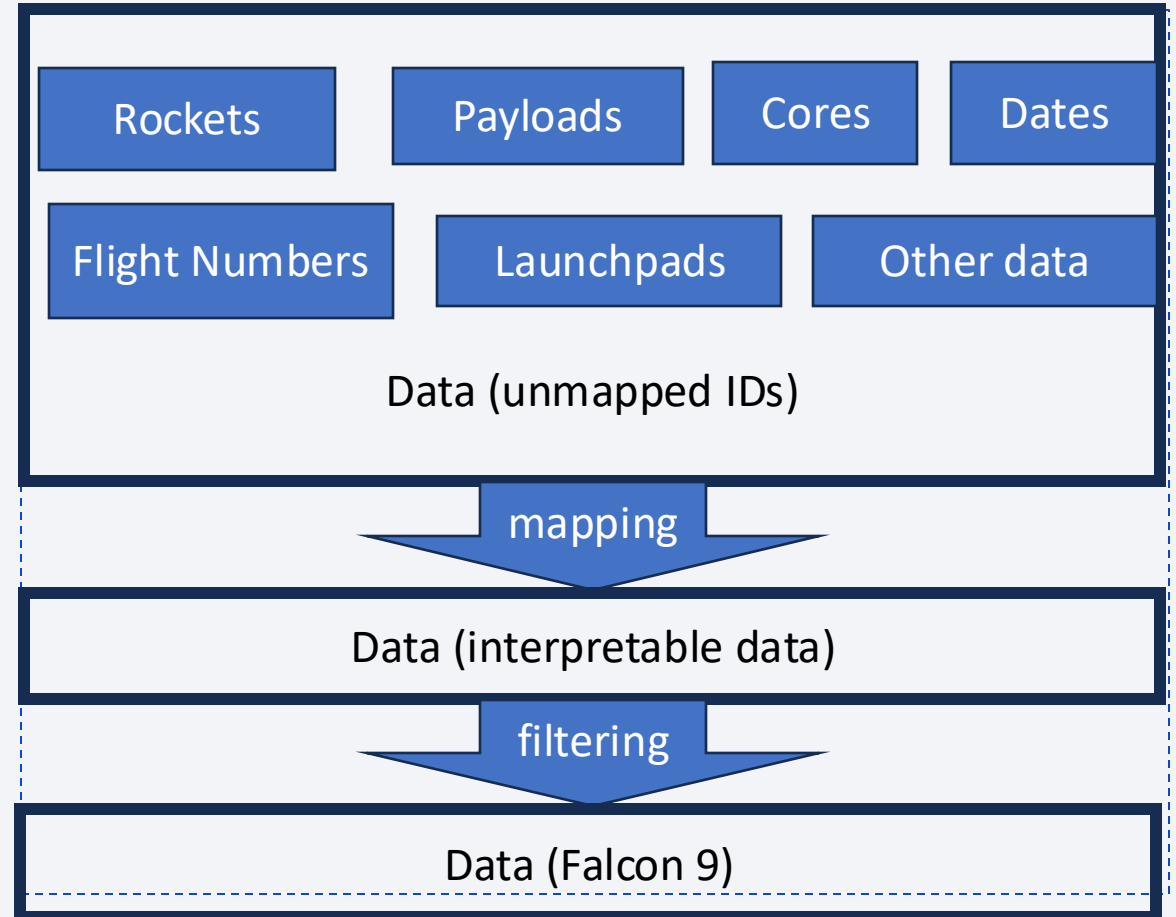 Rockets
Payloads
Cores
Dates
Flight Numbers
Launchpads
Other data
Data (unmapped IDs)
mapping
Data (interpretable data)
filtering
Data (Falcon 9)